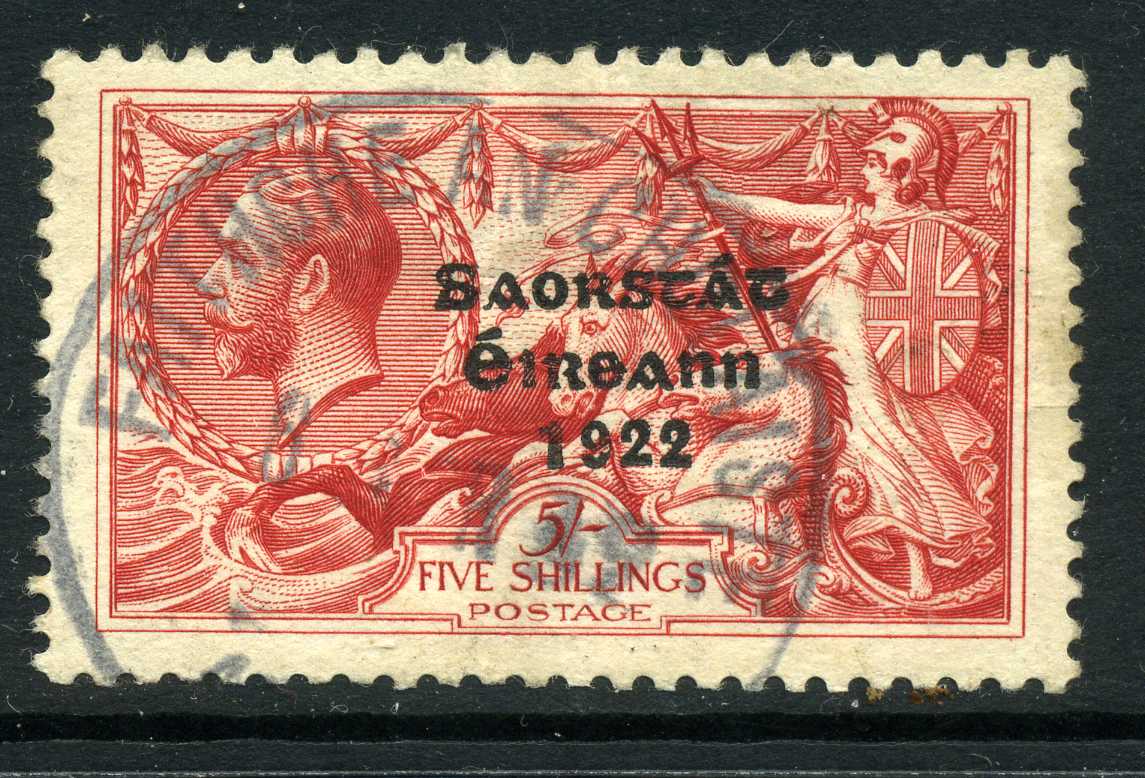 Saorstát
Éireann
1922
5/-
FIVE SHILLINGS
POSTAGE